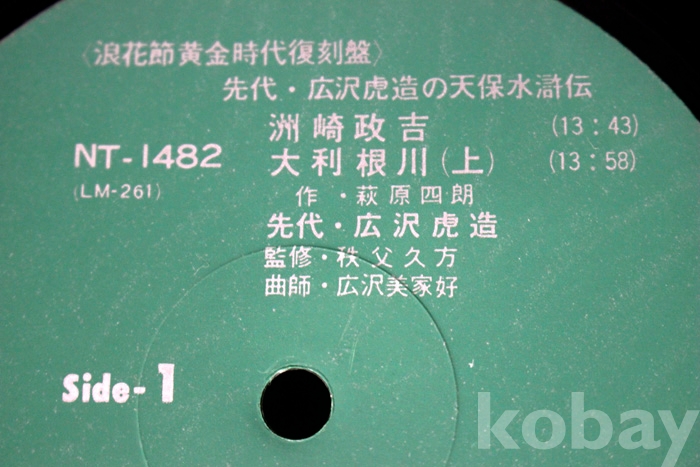 〈浪花節黄金時代復刻盤〉
先代・広沢虎造の天保水滸伝
洲崎政吉 (13:43)
NT-1482 大利根川(上) (13:58)
(LM-261)
作・萩原四朗
先代・広沢虎造
監修・秩父久方
曲師・広沢美家好
Side-1
kobay